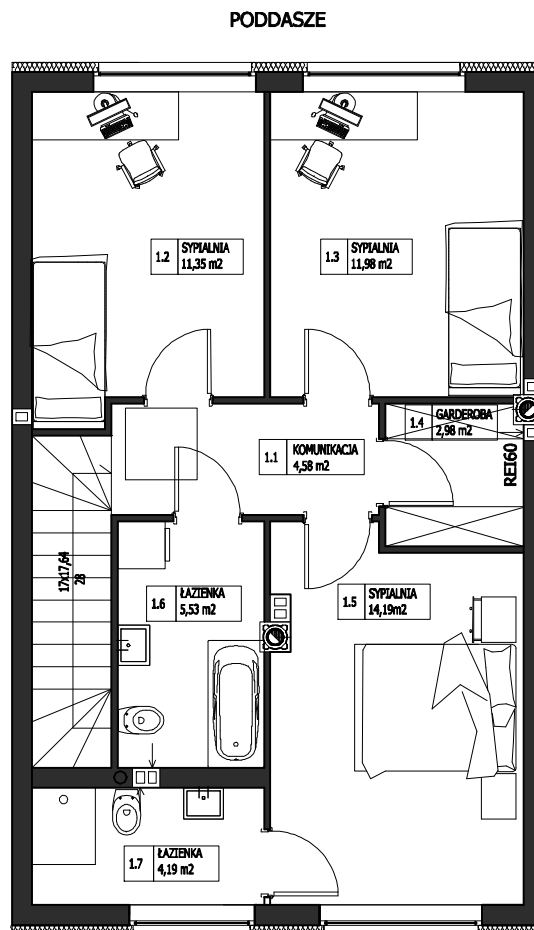 PODDASZE
1.2 SYPIALNIA
11,35 m2
1.3 SYPIALNIA
11,98 m2
1.4 GARDEROBA
2,98 m2
REI60
1.1 KOMUNIKACJA
4,58 m2
17x17,64
28
1.6 ŁAZIENKA
5,53 m2
1.5 SYPIALNIA
14,19m2
1.7 ŁAZIENKA
4,19 m2